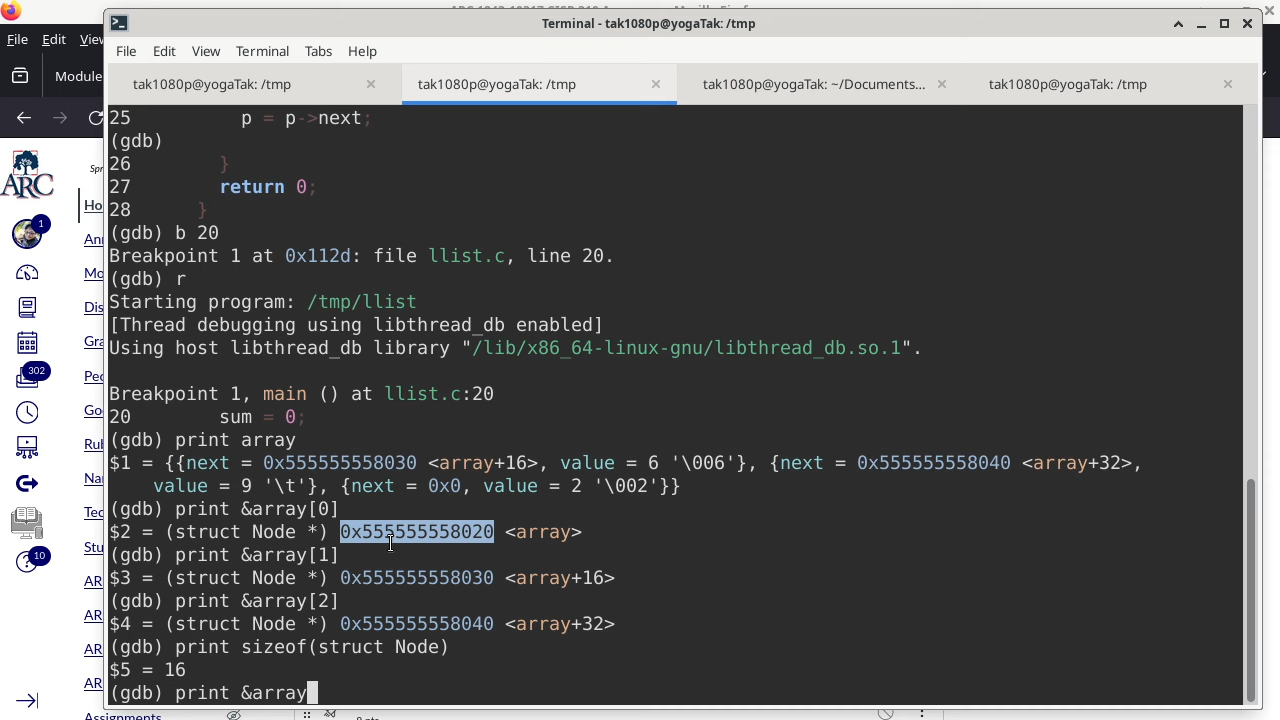 Terminal - tak1080p@yogaTak: /tmp
File Edit View
File Edit View Terminal Tabs Help
Module
tak1080p@yogaTak: /tmp
tak1080p@yogaTak: /tmp
tak1080p@yogaTak: ~/Documents...
tak1080p@yogaTak: /tmp
ARC
1
302
10
Ho
Mo
Dis
Gra
Go
Stu
AR
AR
AR
AR
Assignments
25          p = p->next;
(gdb)
26        }
27        return 0;
28      }
(gdb) b 20
Breakpoint 1 at 0x112d: file llist.c, line 20.
(gdb) r
Starting program: /tmp/llist
[Thread debugging using libthread_db enabled]
Using host libthread_db library "/lib/x86_64-linux-gnu/libthread_db.so.1".
Breakpoint 1, main () at llist.c:20
20        sum = 0;
(gdb) print array
$1 = {{next = 0x555555558030 <array+16>, value = 6 '\006'}, {next = 0x555555558040 <array+32>,
    value = 9 '\t'}, {next = 0x0, value = 2 '\002'}}
(gdb) print &array[0]
$2 = (struct Node *) 0x555555558020 <array>
(gdb) print &array[1]
$3 = (struct Node *) 0x555555558030 <array+16>
(gdb) print &array[2]
$4 = (struct Node *) 0x555555558040 <array+32>
(gdb) print sizeof(struct Node)
$5 = 16
(gdb) print &array